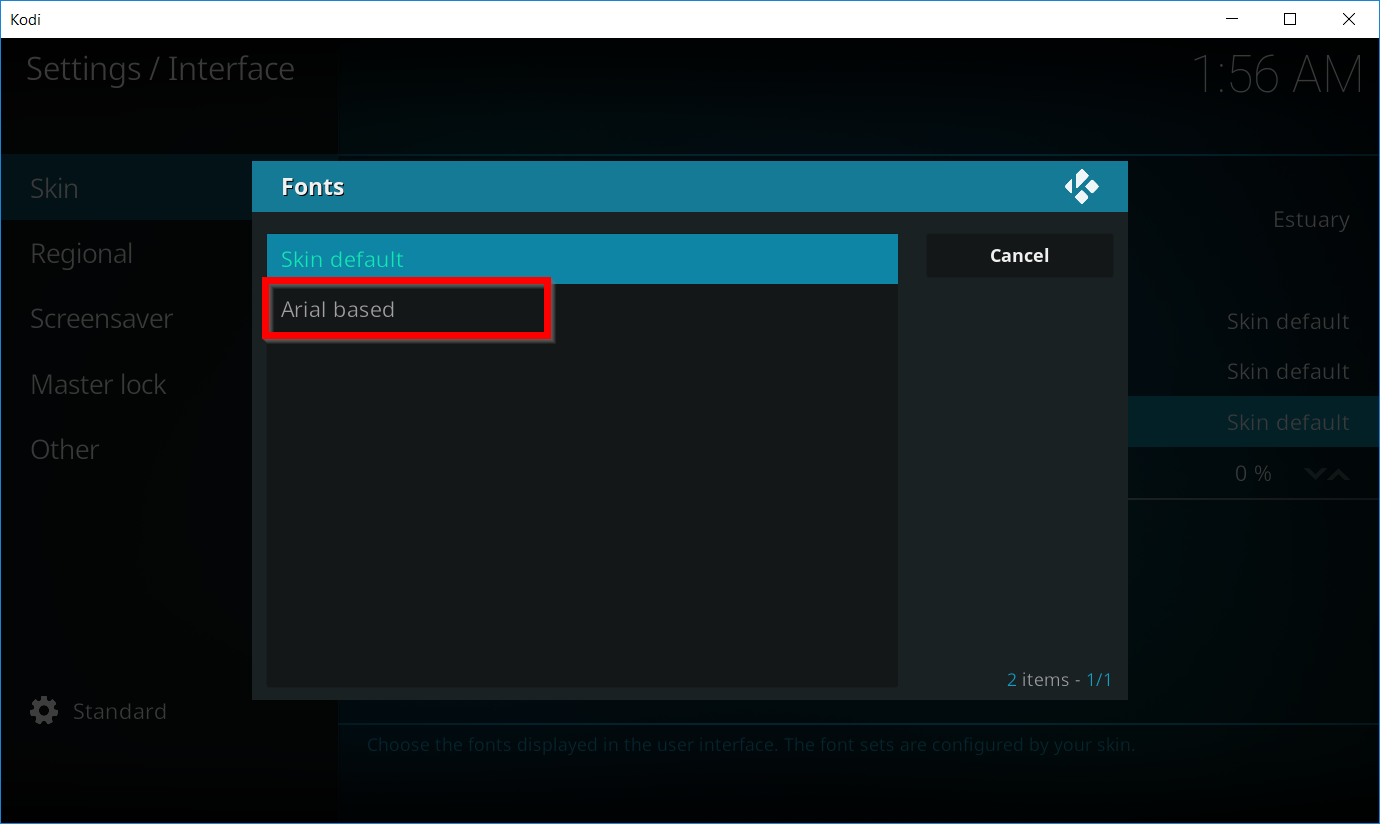 Kodi
Settings / Interface
1:56 AM
Skin
Regional
Screensaver
Master lock
Other
Standard
Fonts
Skin default
Arial based
Cancel
2 items - 1/1
Estuary
Skin default
Skin default
Skin default
0 %
Choose the fonts displayed in the user interface. The font sets are configured by your skin.